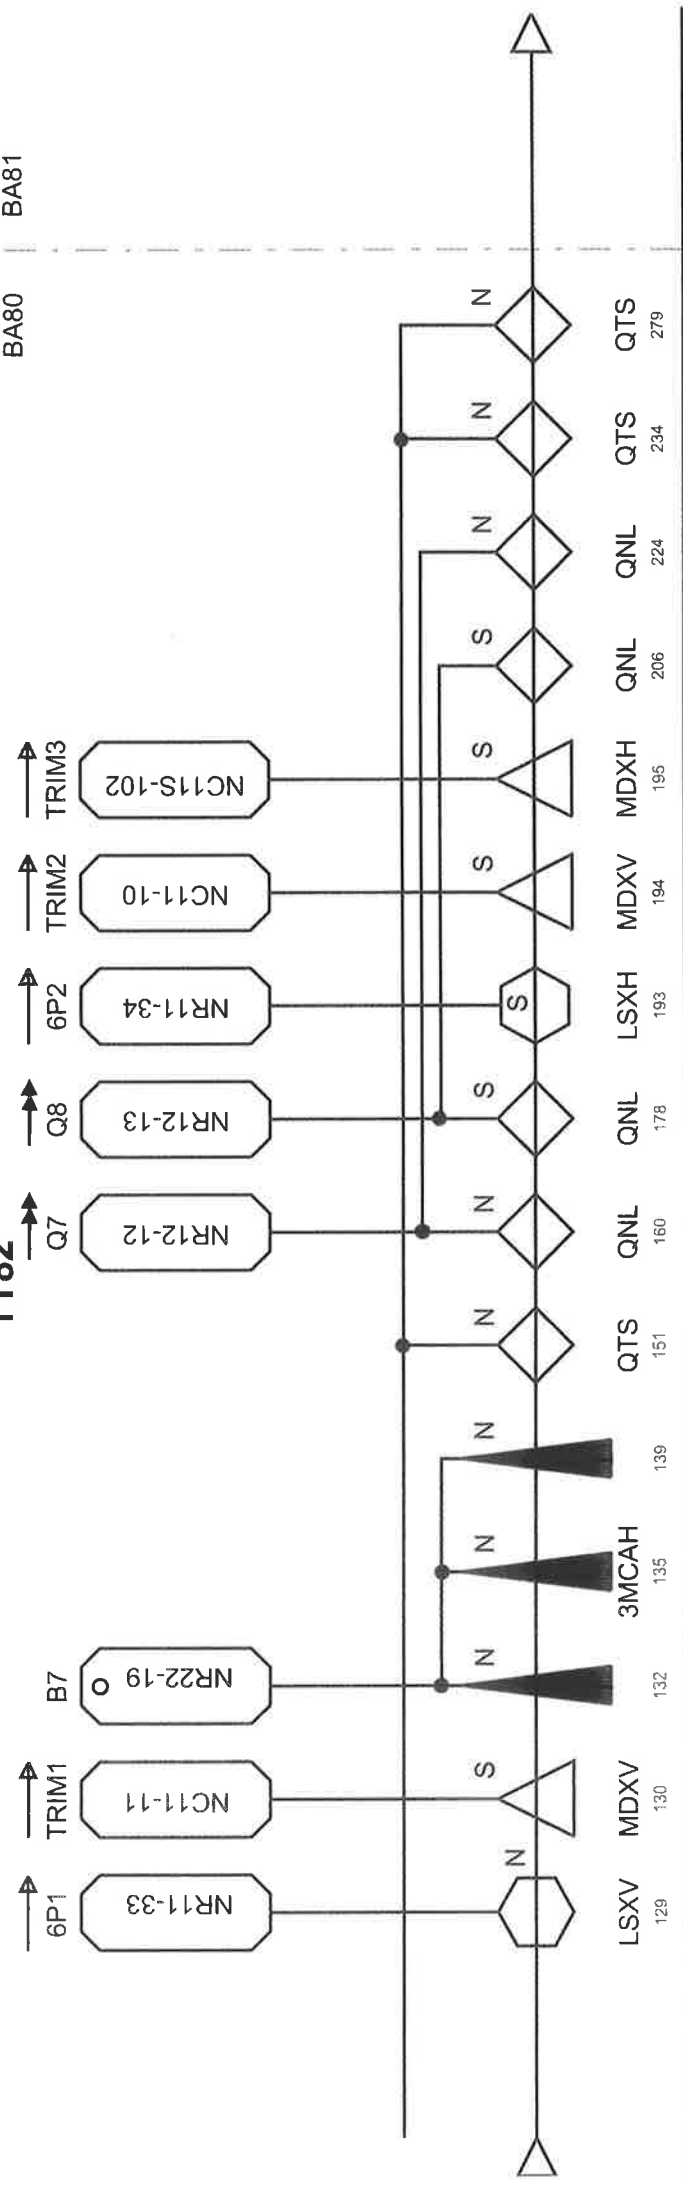 BA80 BA81
6P1 TRIM1 B7 Q7 Q8 6P2 TRIM2 TRIM3
NR11-33 NC11-11 NR22-19 NR12-12 NR12-13 NR11-34 NC11-10 NC11S-102
N S N N N N N S S S S S N N N
LSXV MDXV 3MCAH QTS QNL QNL LSXH MDXV MDXH QNL QNL QTS QTS
129 130 132 135 139 151 160 178 193 194 195 206 224 234 279